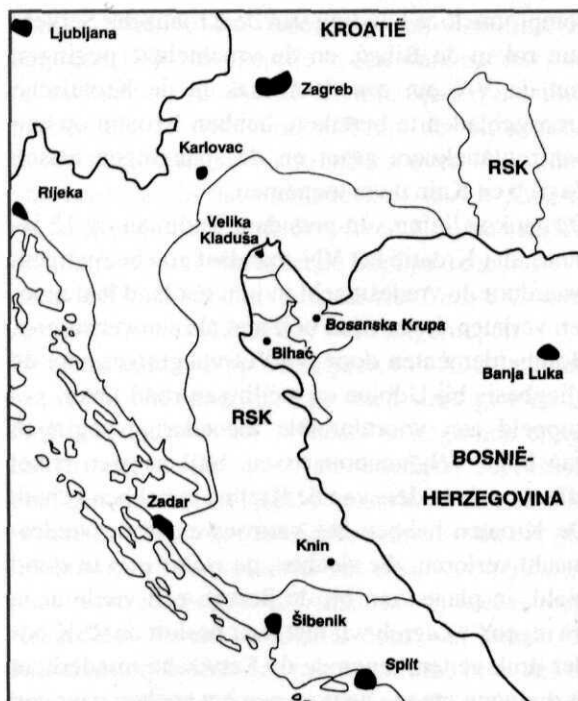 Ljubljana
KROATIË
Zagreb
Karlovac
RSK
Rijeka
Velika
Kladuša
Bosanska Krupa
Bihać
Banja Luka
RSK
BOSNIË-
HERZEGOVINA
Zadar
Knin
Šibenik
Split